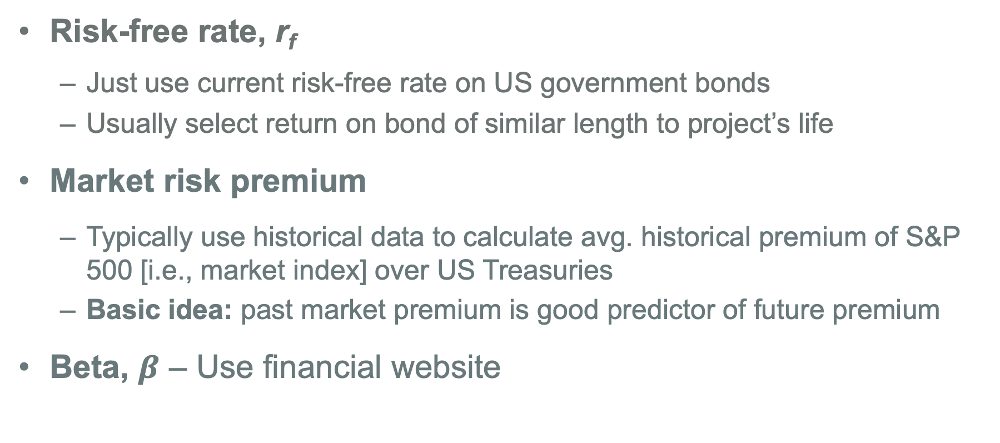 • Risk-free rate, r_f
– Just use current risk-free rate on US government bonds
– Usually select return on bond of similar length to project’s life
• Market risk premium
– Typically use historical data to calculate avg. historical premium of S&P
500 [i.e., market index] over US Treasuries
– Basic idea: past market premium is good predictor of future premium
• Beta, β – Use financial website